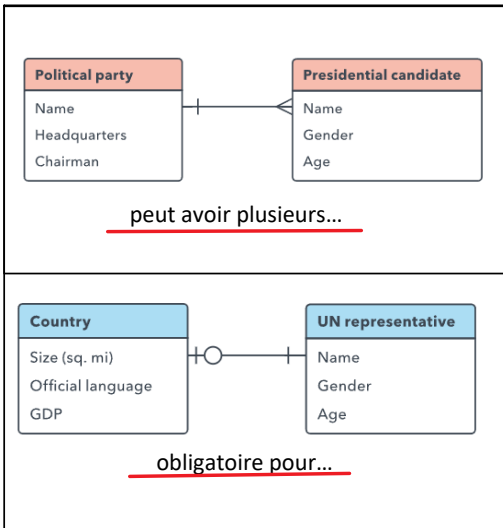 Political party
Name
Headquarters
Chairman
Presidential candidate
Name
Gender
Age
peut avoir plusieurs...
Country
Size (sq. mi)
Official language
GDP
UN representative
Name
Gender
Age
obligatoire pour...